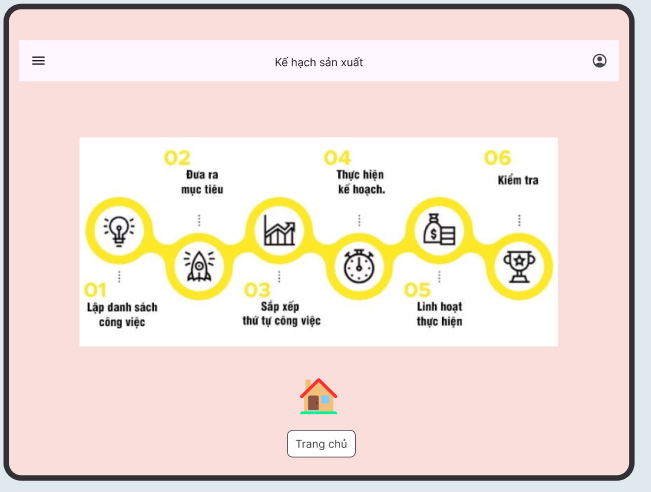 Kế hạch sản xuất
02
Đưa ra
mục tiêu
04
Thực hiện
kế hoạch.
06
Kiểm tra
01
Lập danh sách
công việc
03
Sắp xếp
thứ tự công việc
05
Linh hoạt
thực hiện
Trang chủ